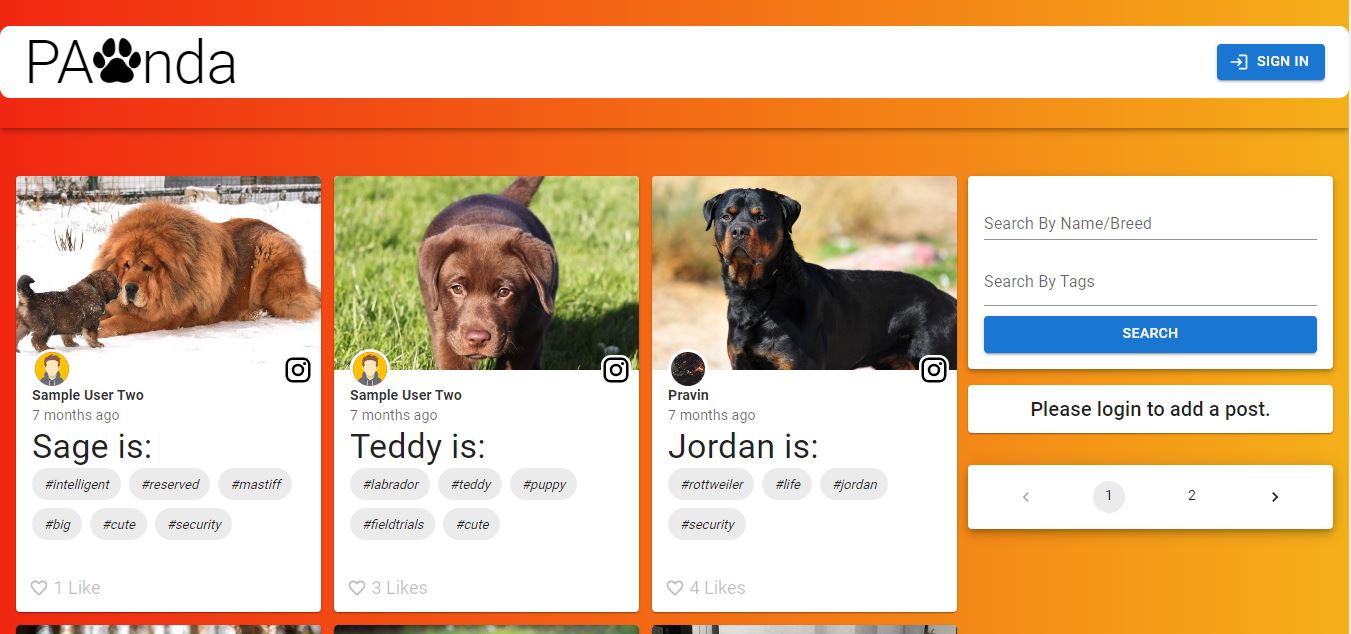 PAnda
SIGN IN
Sample User Two
7 months ago
Sage is:
#intelligent #reserved #mastiff
#big #cute #security
1 Like
Sample User Two
7 months ago
Teddy is:
#labrador #teddy #puppy
#fieldtrials #cute
3 Likes
Pravin
7 months ago
Jordan is:
#rottweiler #life #jordan
#security
4 Likes
Search By Name/Breed
Search By Tags
SEARCH
Please login to add a post.
1 2